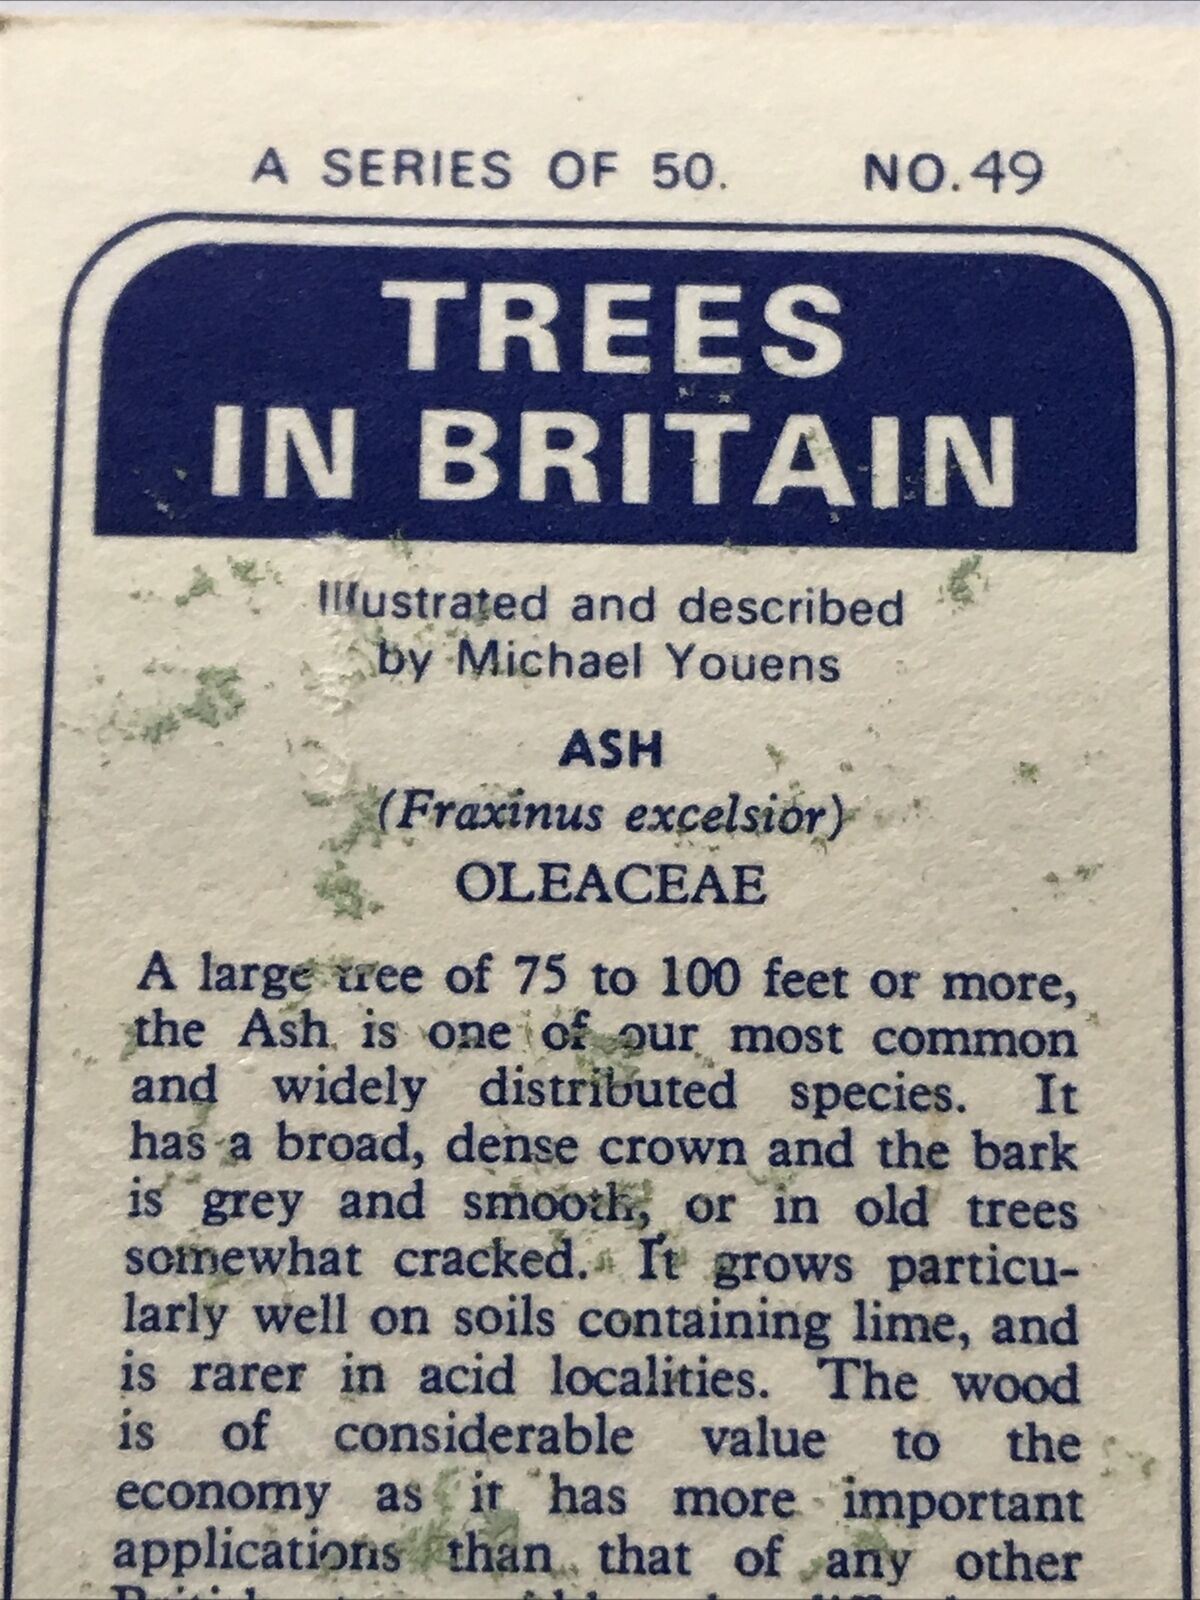 A SERIES OF 50. NO. 49
TREES
IN BRITAIN
Illustrated and described
by Michael Youens
ASH
(Fraxinus excelsior)
OLEACEAE
A large tree of 75 to 100 feet or more,
the Ash is one of our most common
and widely distributed species. It
has a broad, dense crown and the bark
is grey and smooth, or in old trees
somewhat cracked. It grows particu-
larly well on soils containing lime, and
is rarer in acid localities. The wood
is of considerable value to the
economy as it has more important
applications than that of any other